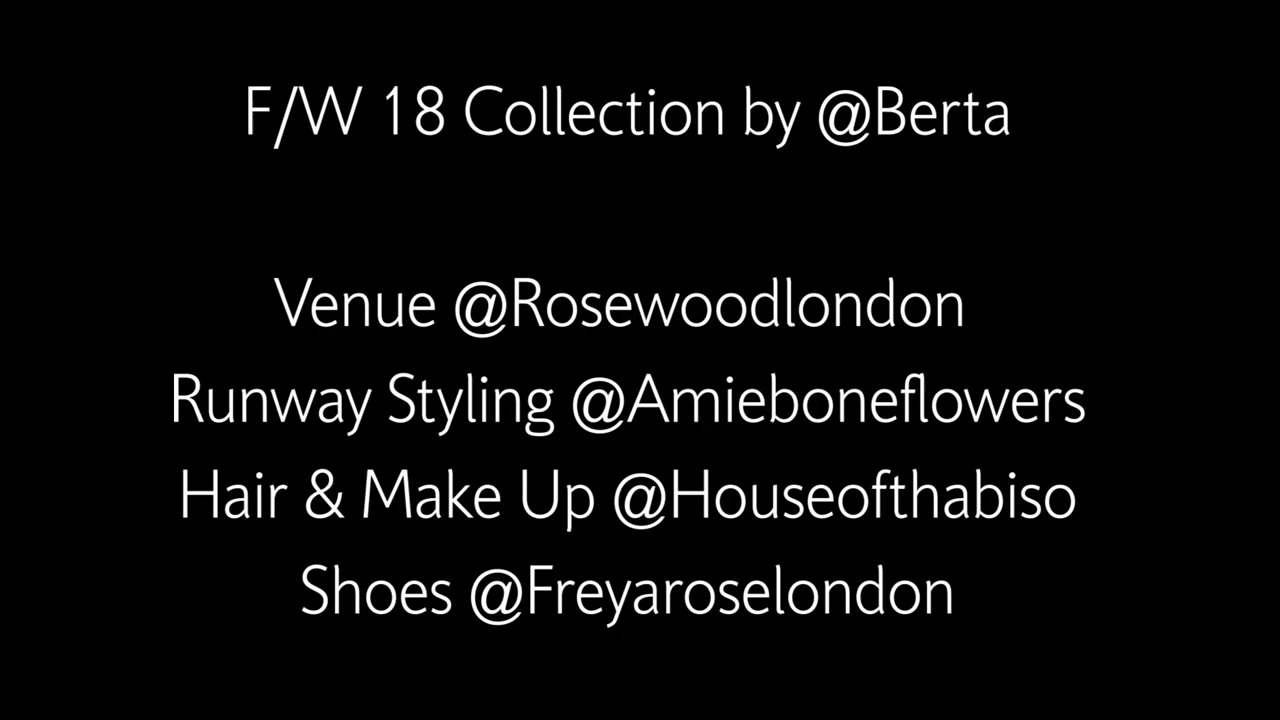 F/W 18 Collection by @Berta
Venue @Rosewoodlondon
Runway Styling @Amieboneflowers
Hair & Make Up @Houseofthabiso
Shoes @Freyaroselondon